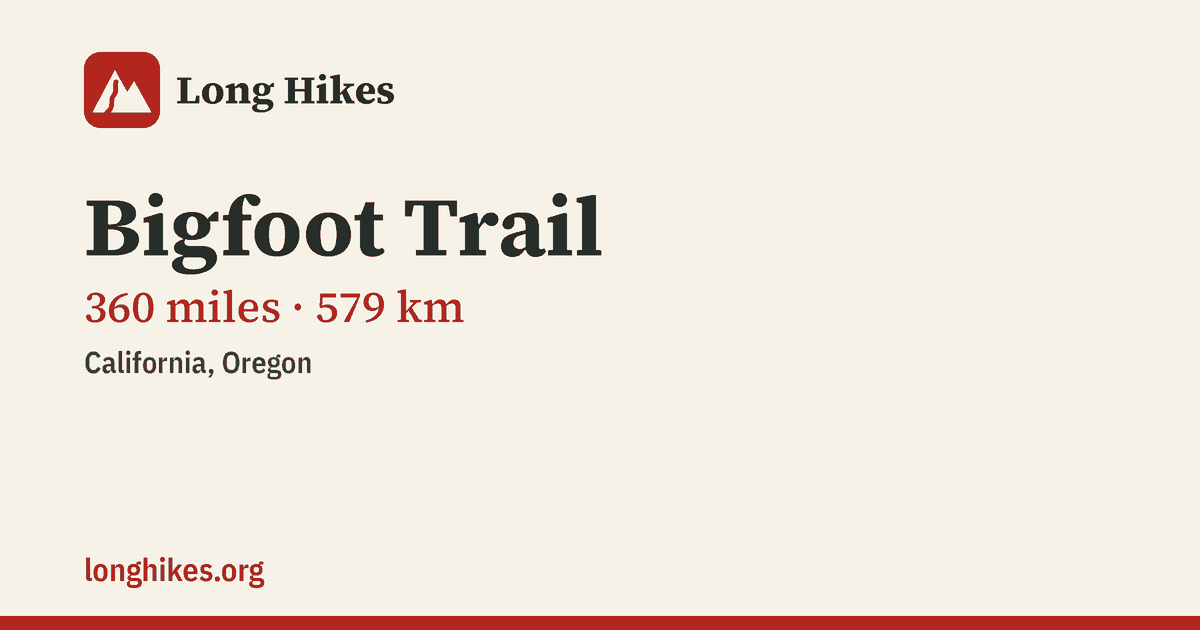 Long Hikes
Bigfoot Trail
360 miles · 579 km
California, Oregon
longhikes.org